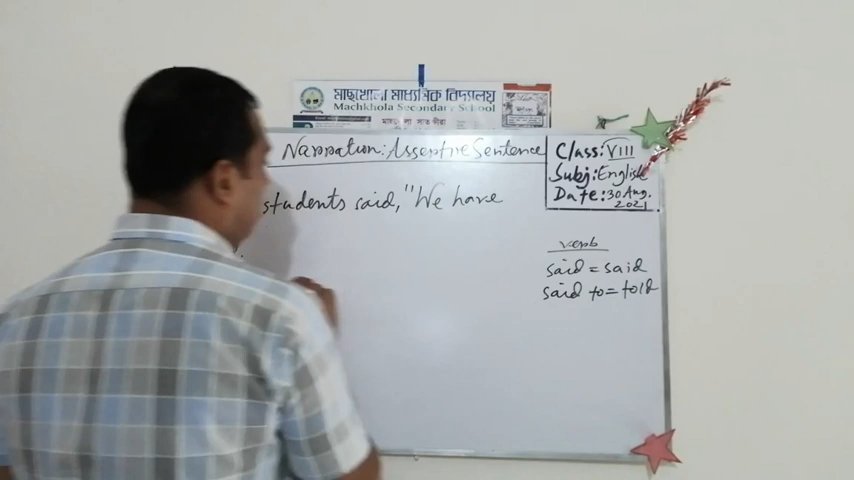 মাছখোলা মাধ্যমিক বিদ্যালয়
Machkhola Secondary School
Narration: Assertive Sentence
Class: VIII
Subj: English
Date: 30 Aug. 2021
students said, "We have
verb
said = said
said to = told